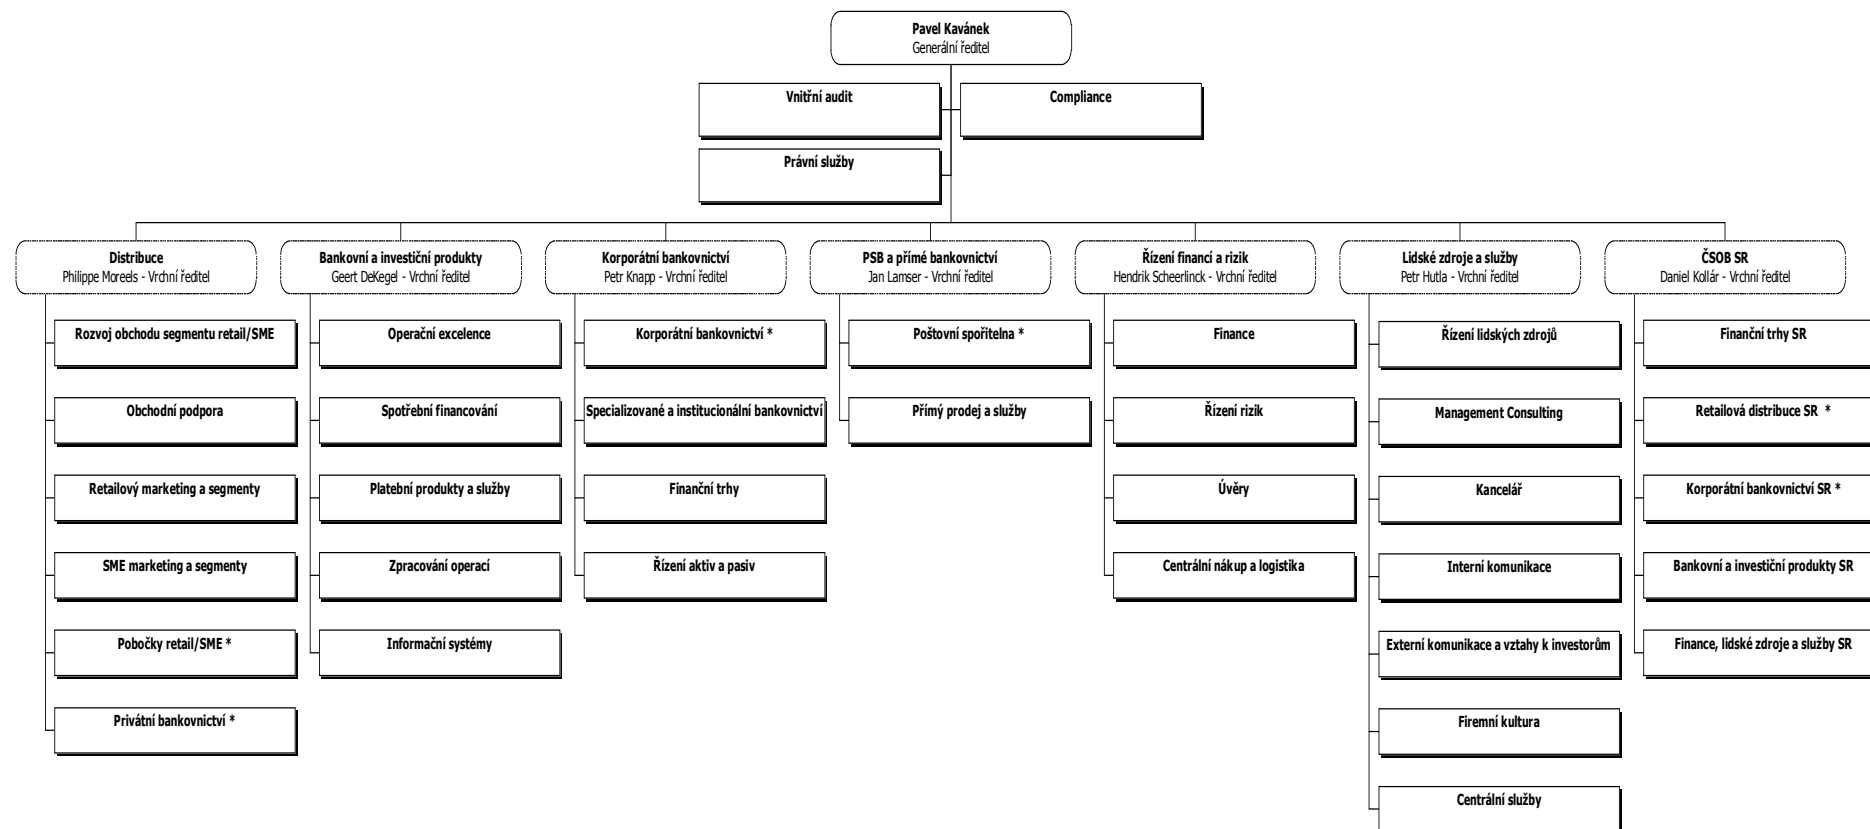 Pavel Kavánek
Generální ředitel
Vnitřní audit
Compliance
Právní služby
Distribuce
Philippe Moreels - Vrchní ředitel
Bankovní a investiční produkty
Geert DeKegel - Vrchní ředitel
Korporátní bankovnictví
Petr Knapp - Vrchní ředitel
PSB a přímé bankovnictví
Jan Lamser - Vrchní ředitel
Řízení financí a rizik
Hendrik Scheerlinck - Vrchní ředitel
Lidské zdroje a služby
Petr Hutla - Vrchní ředitel
ČSOB SR
Daniel Kollár - Vrchní ředitel
Rozvoj obchodu segmentu retail/SME
Obchodní podpora
Retailový marketing a segmenty
SME marketing a segmenty
Pobočky retail/SME *
Privátní bankovnictví *
Operační excelence
Spotřební financování
Platební produkty a služby
Zpracování operací
Informační systémy
Korporátní bankovnictví *
Specializované a institucionální bankovnictví
Finanční trhy
Řízení aktiv a pasiv
Poštovní spořitelna *
Přímý prodej a služby
Finance
Řízení rizik
Úvěry
Centrální nákup a logistika
Řízení lidských zdrojů
Management Consulting
Kancelář
Interní komunikace
Externí komunikace a vztahy k investorům
Firemní kultura
Centrální služby
Finanční trhy SR
Retailová distribuce SR *
Korporátní bankovnictví SR *
Bankovní a investiční produkty SR
Finance, lidské zdroje a služby SR